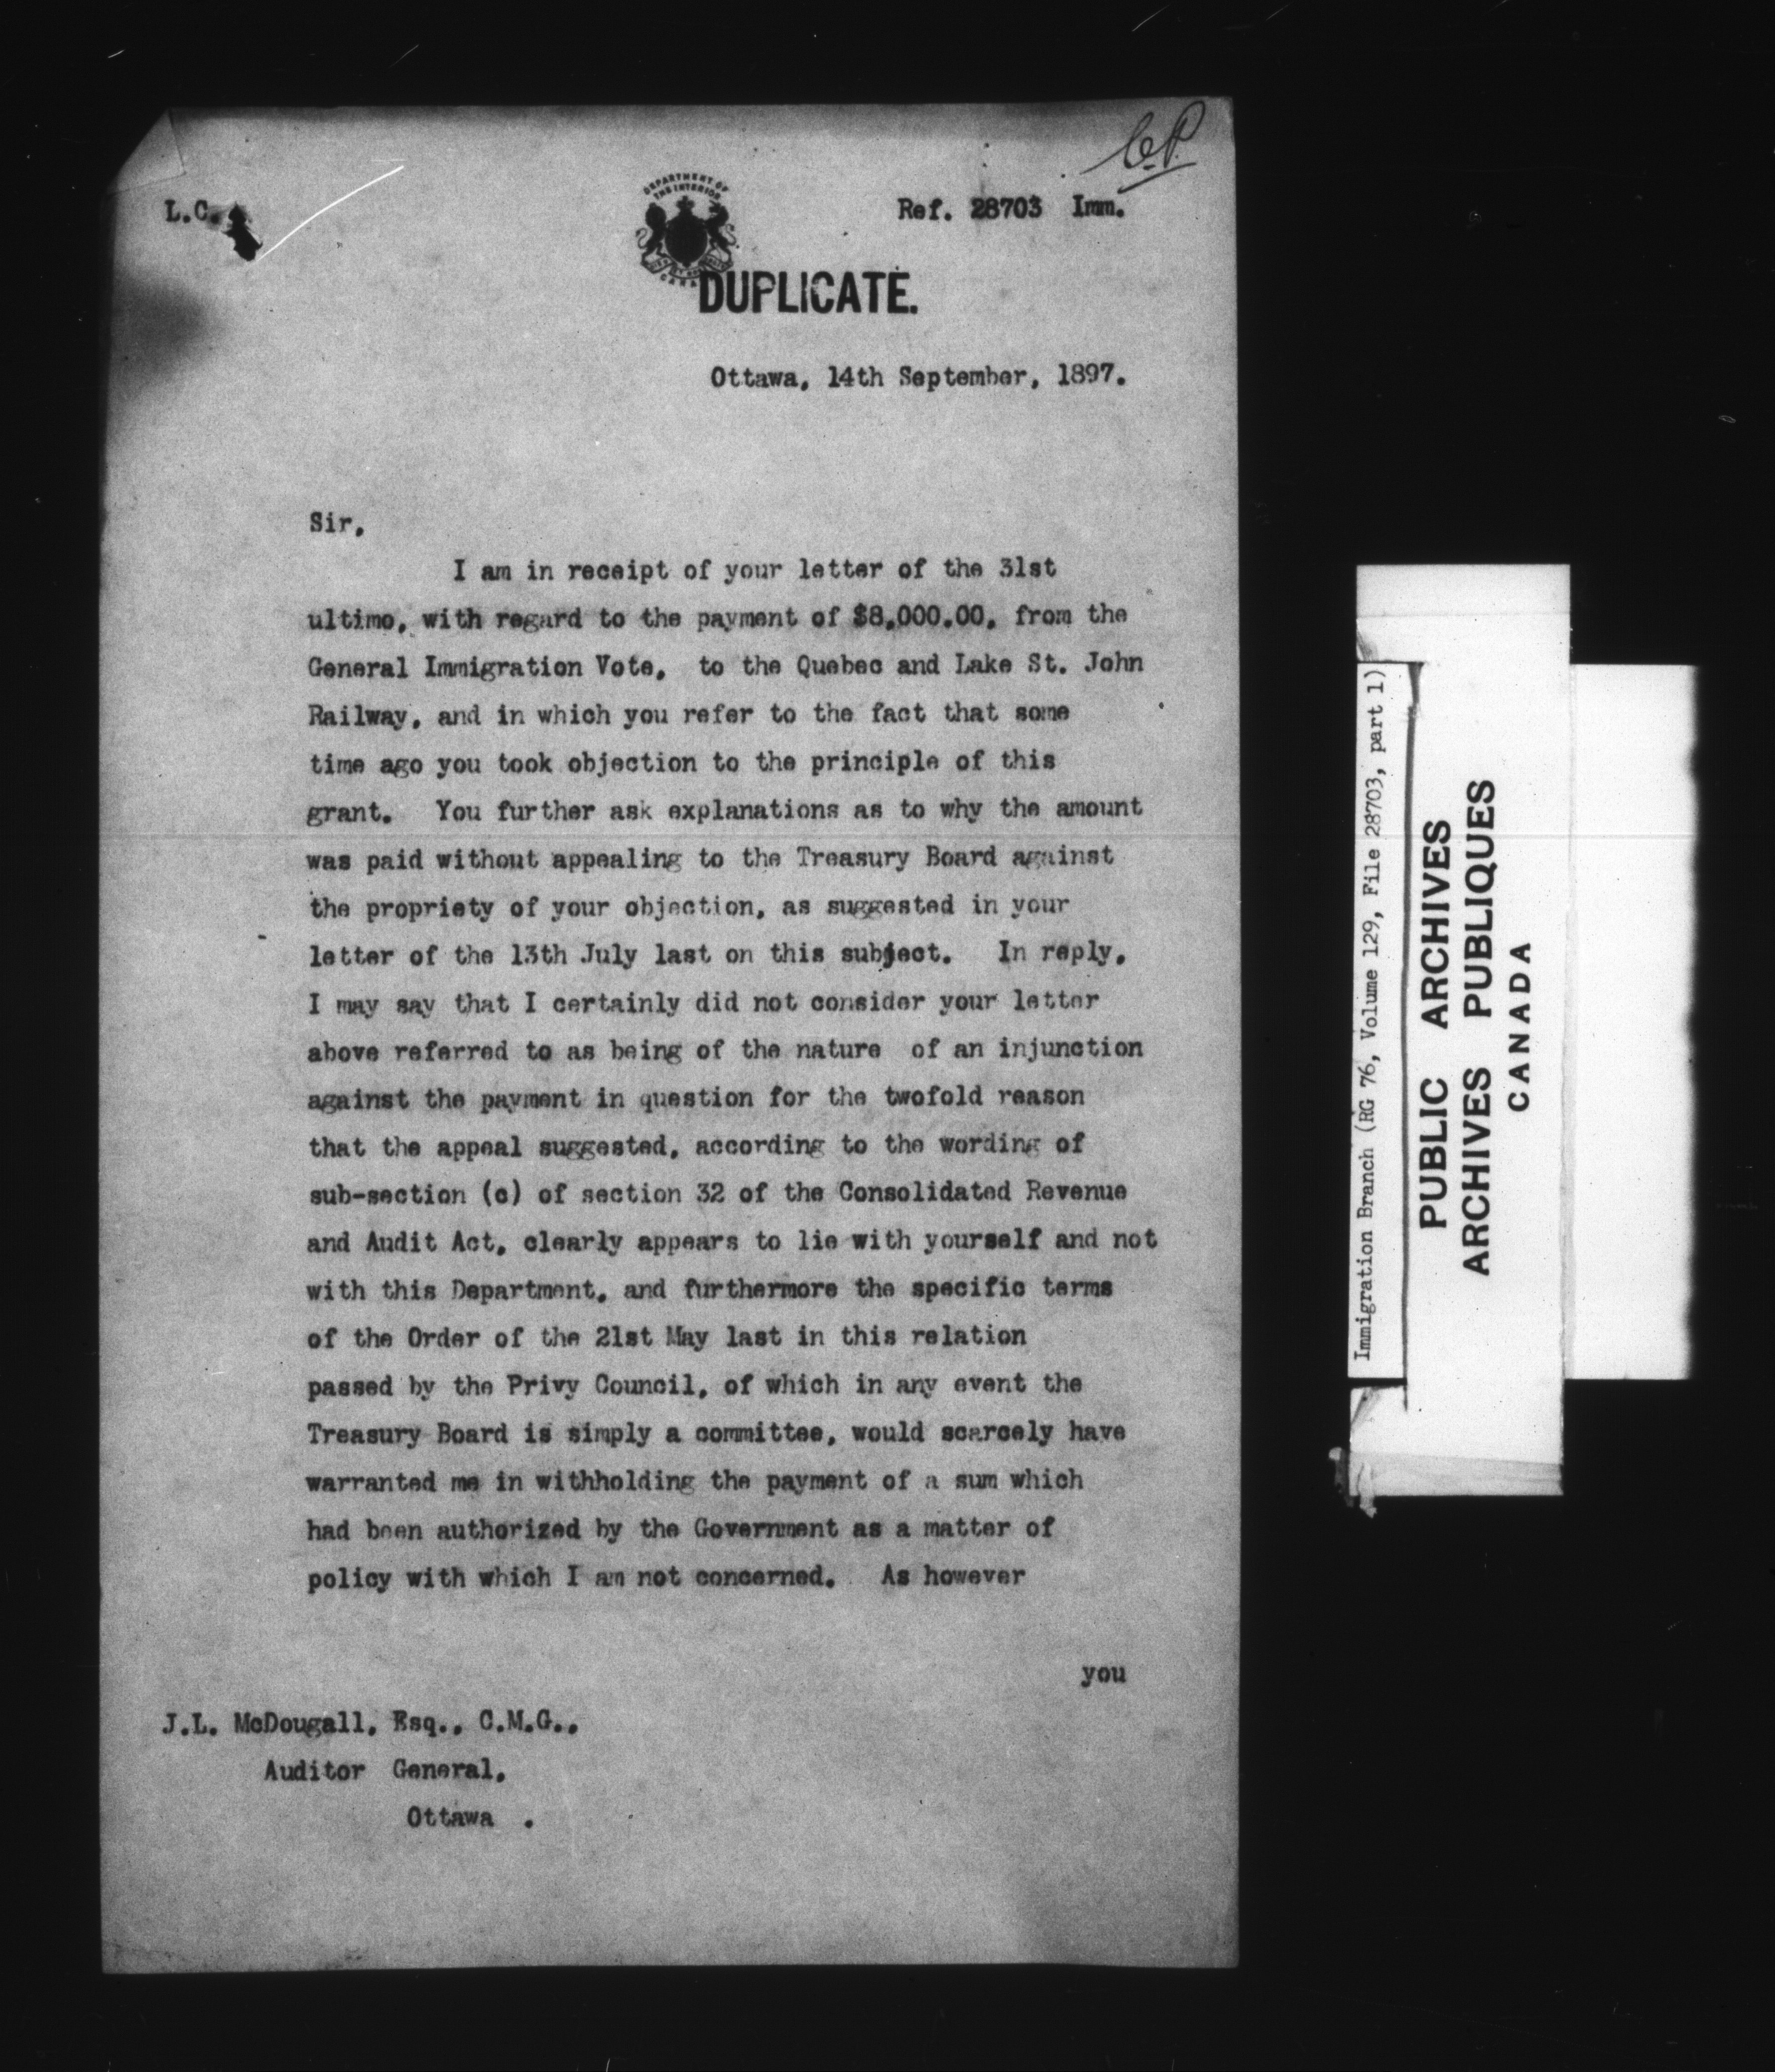 C.P.
L.C.
DEPARTMENT OF
THE INTERIOR
CANADA
Ref. 28703 Imm.
DUPLICATE.
Ottawa, 14th September, 1897.
Sir,
I am in receipt of your letter of the 31st
ultimo, with regard to the payment of $8,000.00, from the
General Immigration Vote, to the Quebec and Lake St. John
Railway, and in which you refer to the fact that some
time ago you took objection to the principle of this
grant. You further ask explanations as to why the amount
was paid without appealing to the Treasury Board against
the propriety of your objection, as suggested in your
letter of the 13th July last on this subject. In reply,
I may say that I certainly did not consider your letter
above referred to as being of the nature of an injunction
against the payment in question for the twofold reason
that the appeal suggested, according to the wording of
sub-section (c) of section 32 of the Consolidated Revenue
and Audit Act, clearly appears to lie with yourself and not
with this Department, and furthermore the specific terms
of the Order of the 21st May last in this relation
passed by the Privy Council, of which in any event the
Treasury Board is simply a committee, would scarcely have
warranted me in withholding the payment of a sum which
had been authorized by the Government as a matter of
policy with which I am not concerned. As however
you
J.L. McDougall, Esq., C.M.G.,
Auditor General,
Ottawa .
Immigration Branch (RG 76, Volume 129, File 28703, part 1)
PUBLIC ARCHIVES
ARCHIVES PUBLIQUES
CANADA